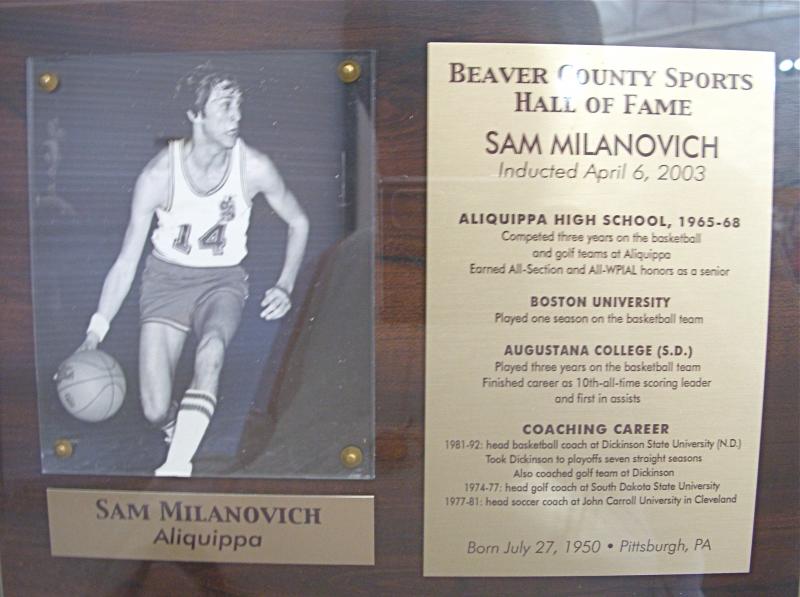 BEAVER COUNTY SPORTS
HALL OF FAME
SAM MILANOVICH
Inducted April 6, 2003
ALIQUIPPA HIGH SCHOOL, 1965-68
Competed three years on the basketball
and golf teams at Aliquippa
Earned All-Section and All-WPIAL honors as a senior
BOSTON UNIVERSITY
Played one season on the basketball team
AUGUSTANA COLLEGE (S.D.)
Played three years on the basketball team
Finished career as 10th-all-time scoring leader
and first in assists
COACHING CAREER
1981-92: head basketball coach at Dickinson State University (N.D.)
Took Dickinson to playoffs seven straight seasons
Also coached golf team at Dickinson
1974-77: head golf coach at South Dakota State University
1977-81: head soccer coach at John Carroll University in Cleveland
Born July 27, 1950 • Pittsburgh, PA
14
SAM MILANOVICH
Aliquippa